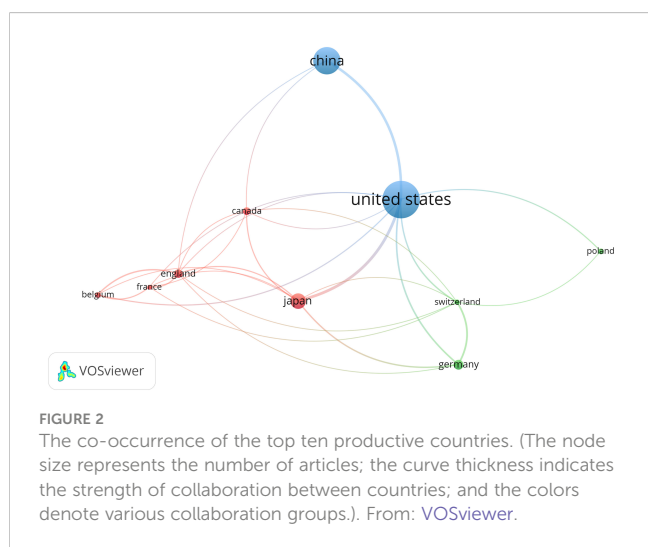 china
united states
canada
poland
england
france
belgium
japan
switzerland
germany
VOSviewer
FIGURE 2
The co-occurrence of the top ten productive countries. (The node
size represents the number of articles; the curve thickness indicates
the strength of collaboration between countries; and the colors
denote various collaboration groups.). From: VOSviewer.